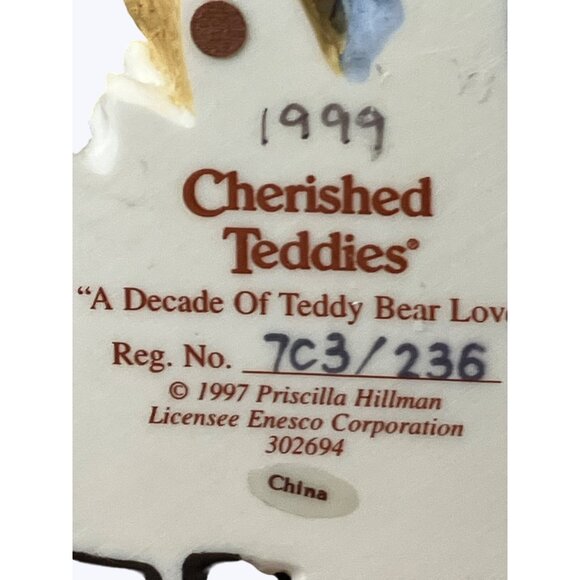 1999
Cherished
Teddies®
“A Decade Of Teddy Bear Lov
Reg. No. 7C3/236
© 1997 Priscilla Hillman
Licensee Enesco Corporation
302694
China